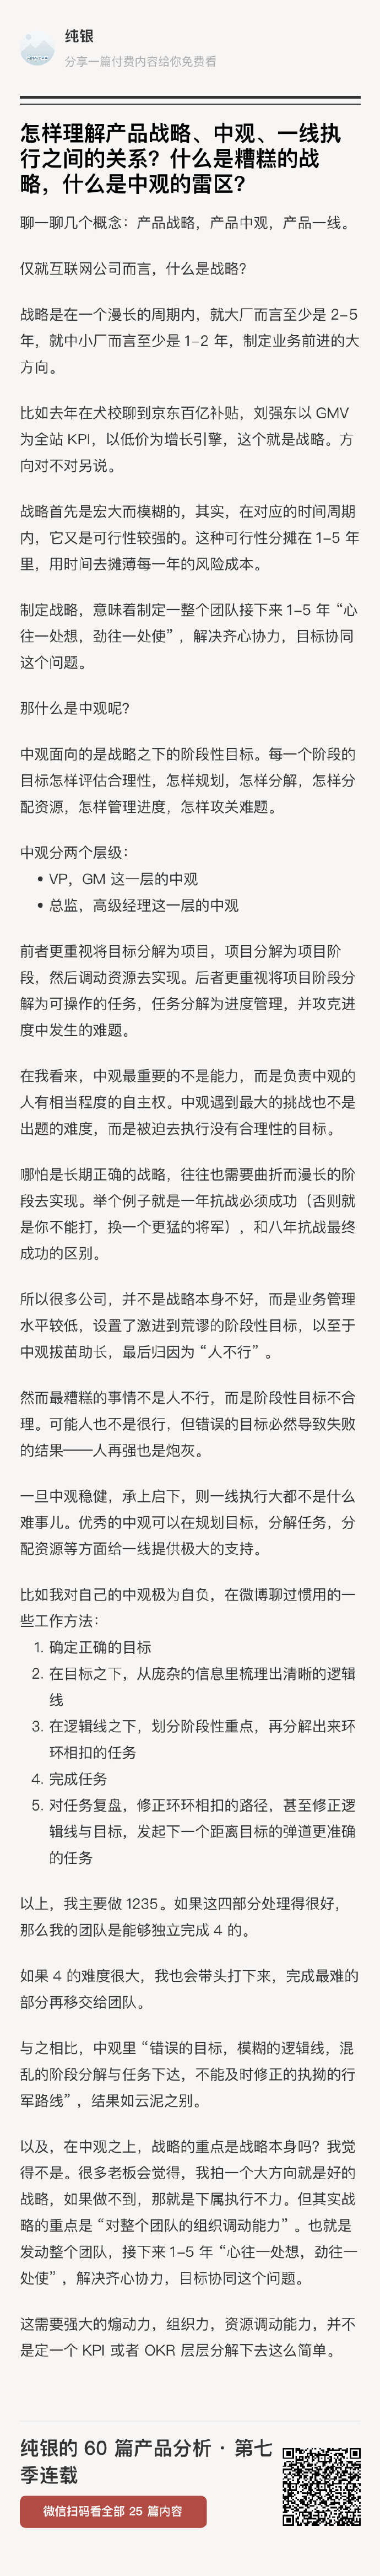 纯银
分享一篇付费内容给你免费看
怎样理解产品战略、中观、一线执
行之间的关系？什么是糟糕的战
略，什么是中观的雷区？
聊一聊几个概念：产品战略，产品中观，产品一线。
仅就互联网公司而言，什么是战略？
战略是在一个漫长的周期内，就大厂而言至少是 2-5
年，就中小厂而言至少是 1-2 年，制定业务前进的大
方向。
比如去年在犬校聊到京东百亿补贴，刘强东以 GMV
为全站 KPI，以低价为增长引擎，这个就是战略。方
向对不对另说。
战略首先是宏大而模糊的，其实，在对应的时间周期
内，它又是可行性较强的。这种可行性分摊在 1-5 年
里，用时间去摊薄每一年的风险成本。
制定战略，意味着制定一整个团队接下来 1-5 年 “心
往一处想，劲往一处使” ，解决齐心协力，目标协同
这个问题。
那什么是中观呢？
中观面向的是战略之下的阶段性目标。每一个阶段的
目标怎样评估合理性，怎样规划，怎样分解，怎样分
配资源，怎样管理进度，怎样攻关难题。
中观分两个层级：
• VP，GM 这一层的中观
• 总监，高级经理这一层的中观
前者更重视将目标分解为项目，项目分解为项目阶
段，然后调动资源去实现。后者更重视将项目阶段分
解为可操作的任务，任务分解为进度管理，并攻克进
度中发生的难题。
在我看来，中观最重要的不是能力，而是负责中观的
人有相当程度的自主权。中观遇到最大的挑战也不是
出题的难度，而是被迫去执行没有合理性的目标。
哪怕是长期正确的战略，往往也需要曲折而漫长的阶
段去实现。举个例子就是一年抗战必须成功（否则就
是你不能打，换一个更猛的将军），和八年抗战最终
成功的区别。
所以很多公司，并不是战略本身不好，而是业务管理
水平较低，设置了激进到荒谬的阶段性目标，以至于
中观拔苗助长，最后归因为 “人不行” 。
然而最糟糕的事情不是人不行，而是阶段性目标不合
理。可能人也不是很行，但错误的目标必然导致失败
的结果——人再强也是炮灰。
一旦中观稳健，承上启下，则一线执行大都不是什么
难事儿。优秀的中观可以在规划目标，分解任务，分
配资源等方面给一线提供极大的支持。
比如我对自己的中观极为自负，在微博聊过惯用的一
些工作方法：
1. 确定正确的目标
2. 在目标之下，从庞杂的信息里梳理出清晰的逻辑
线
3. 在逻辑线之下，划分阶段性重点，再分解出来环
环相扣的任务
4. 完成任务
5. 对任务复盘，修正环环相扣的路径，甚至修正逻
辑线与目标，发起下一个距离目标的弹道更准确
的任务
以上，我主要做 1235。如果这四部分处理得很好，
那么我的团队是能够独立完成 4 的。
如果 4 的难度很大，我也会带头打下来，完成最难的
部分再移交给团队。
与之相比，中观里 “错误的目标，模糊的逻辑线，混
乱的阶段分解与任务下达，不能及时修正的执拗的行
军路线” ，结果如云泥之别。
以及，在中观之上，战略的重点是战略本身吗？我觉
得不是。很多老板会觉得，我拍一个大方向就是好的
战略，如果做不到，那就是下属执行不力。但其实战
略的重点是 “对整个团队的组织调动能力” 。也就是
发动整个团队，接下来 1-5 年 “心往一处想，劲往一
处使” ，解决齐心协力，目标协同这个问题。
这需要强大的煽动力，组织力，资源调动能力，并不
是定一个 KPI 或者 OKR 层层分解下去这么简单。
纯银的 60 篇产品分析 · 第七
季连载
微信扫码看全部 25 篇内容